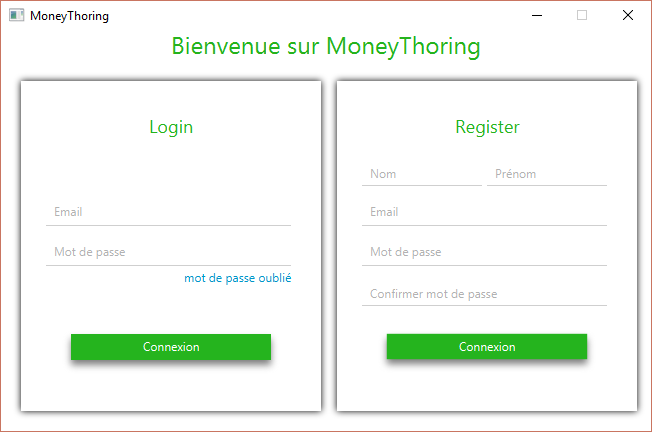 MoneyThoring
Bienvenue sur MoneyThoring
Login
Email
Mot de passe
mot de passe oublié
Connexion
Register
Nom Prénom
Email
Mot de passe
Confirmer mot de passe
Connexion